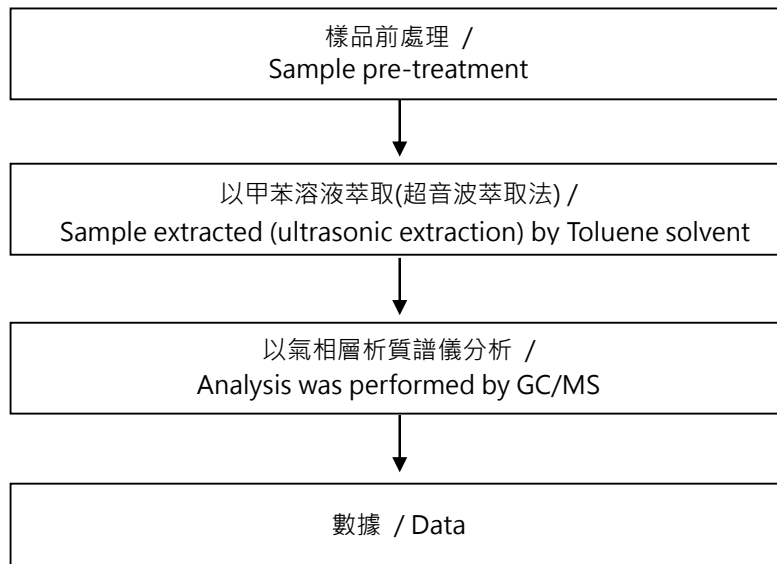 樣品前處理 /
Sample pre-treatment
以甲苯溶液萃取(超音波萃取法) /
Sample extracted (ultrasonic extraction) by Toluene solvent
以氣相層析質譜儀分析 /
Analysis was performed by GC/MS
數據 / Data